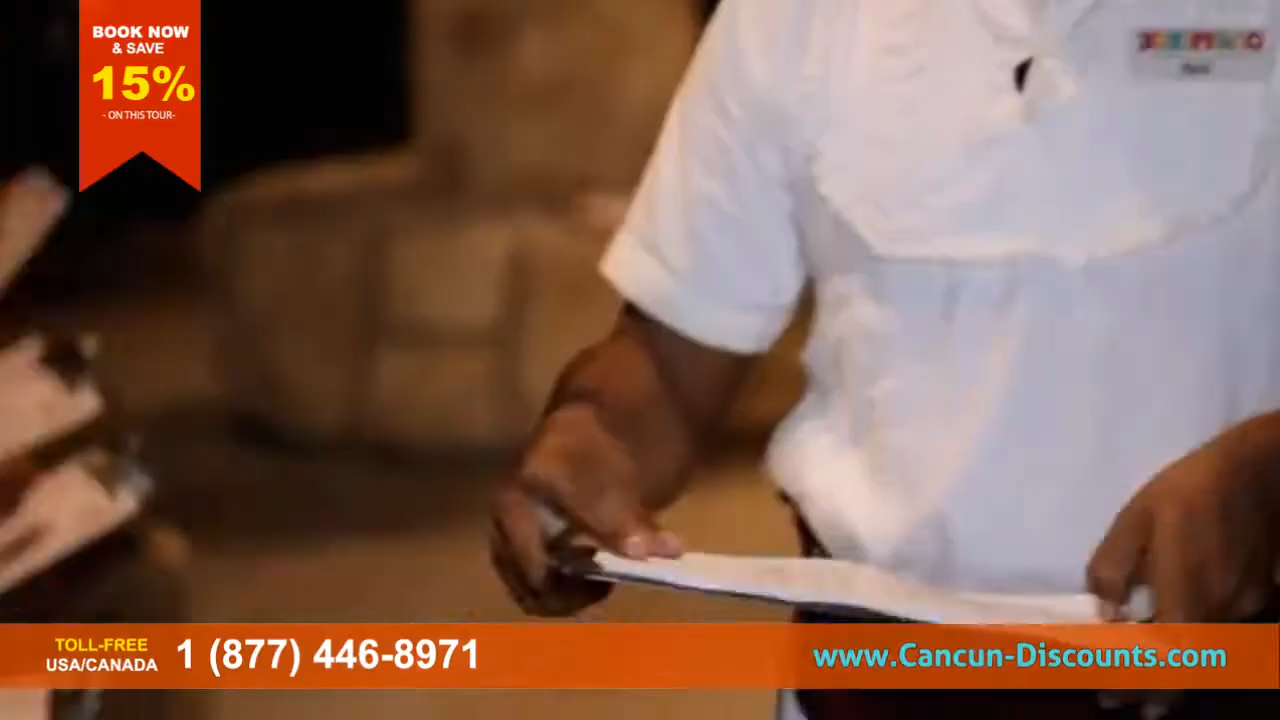 BOOK NOW
& SAVE
15%
- ON THIS TOUR-
TOLL-FREE
USA/CANADA
1 (877) 446-8971
www.Cancun-Discounts.com